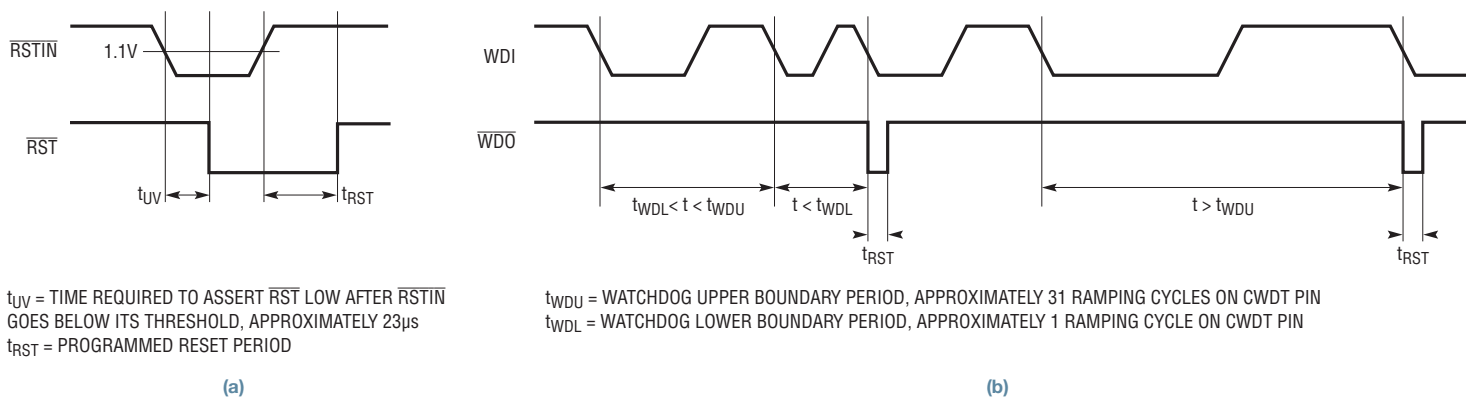 RSTIN
1.1V
RST
tUV
tRST
tUV = TIME REQUIRED TO ASSERT RST LOW AFTER RSTIN
GOES BELOW ITS THRESHOLD, APPROXIMATELY 23µs
tRST = PROGRAMMED RESET PERIOD
(a)
WDI
WDO
tWDL< t < tWDU
t < tWDL
t > tWDU
tRST
tRST
tWDU = WATCHDOG UPPER BOUNDARY PERIOD, APPROXIMATELY 31 RAMPING CYCLES ON CWDT PIN
tWDL = WATCHDOG LOWER BOUNDARY PERIOD, APPROXIMATELY 1 RAMPING CYCLE ON CWDT PIN
(b)